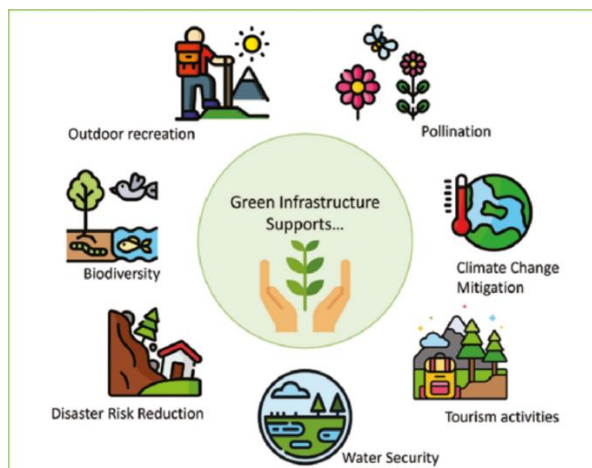 Outdoor recreation
Pollination
Green Infrastructure
Supports...
Biodiversity
Climate Change
Mitigation
Disaster Risk Reduction
Tourism activities
Water Security